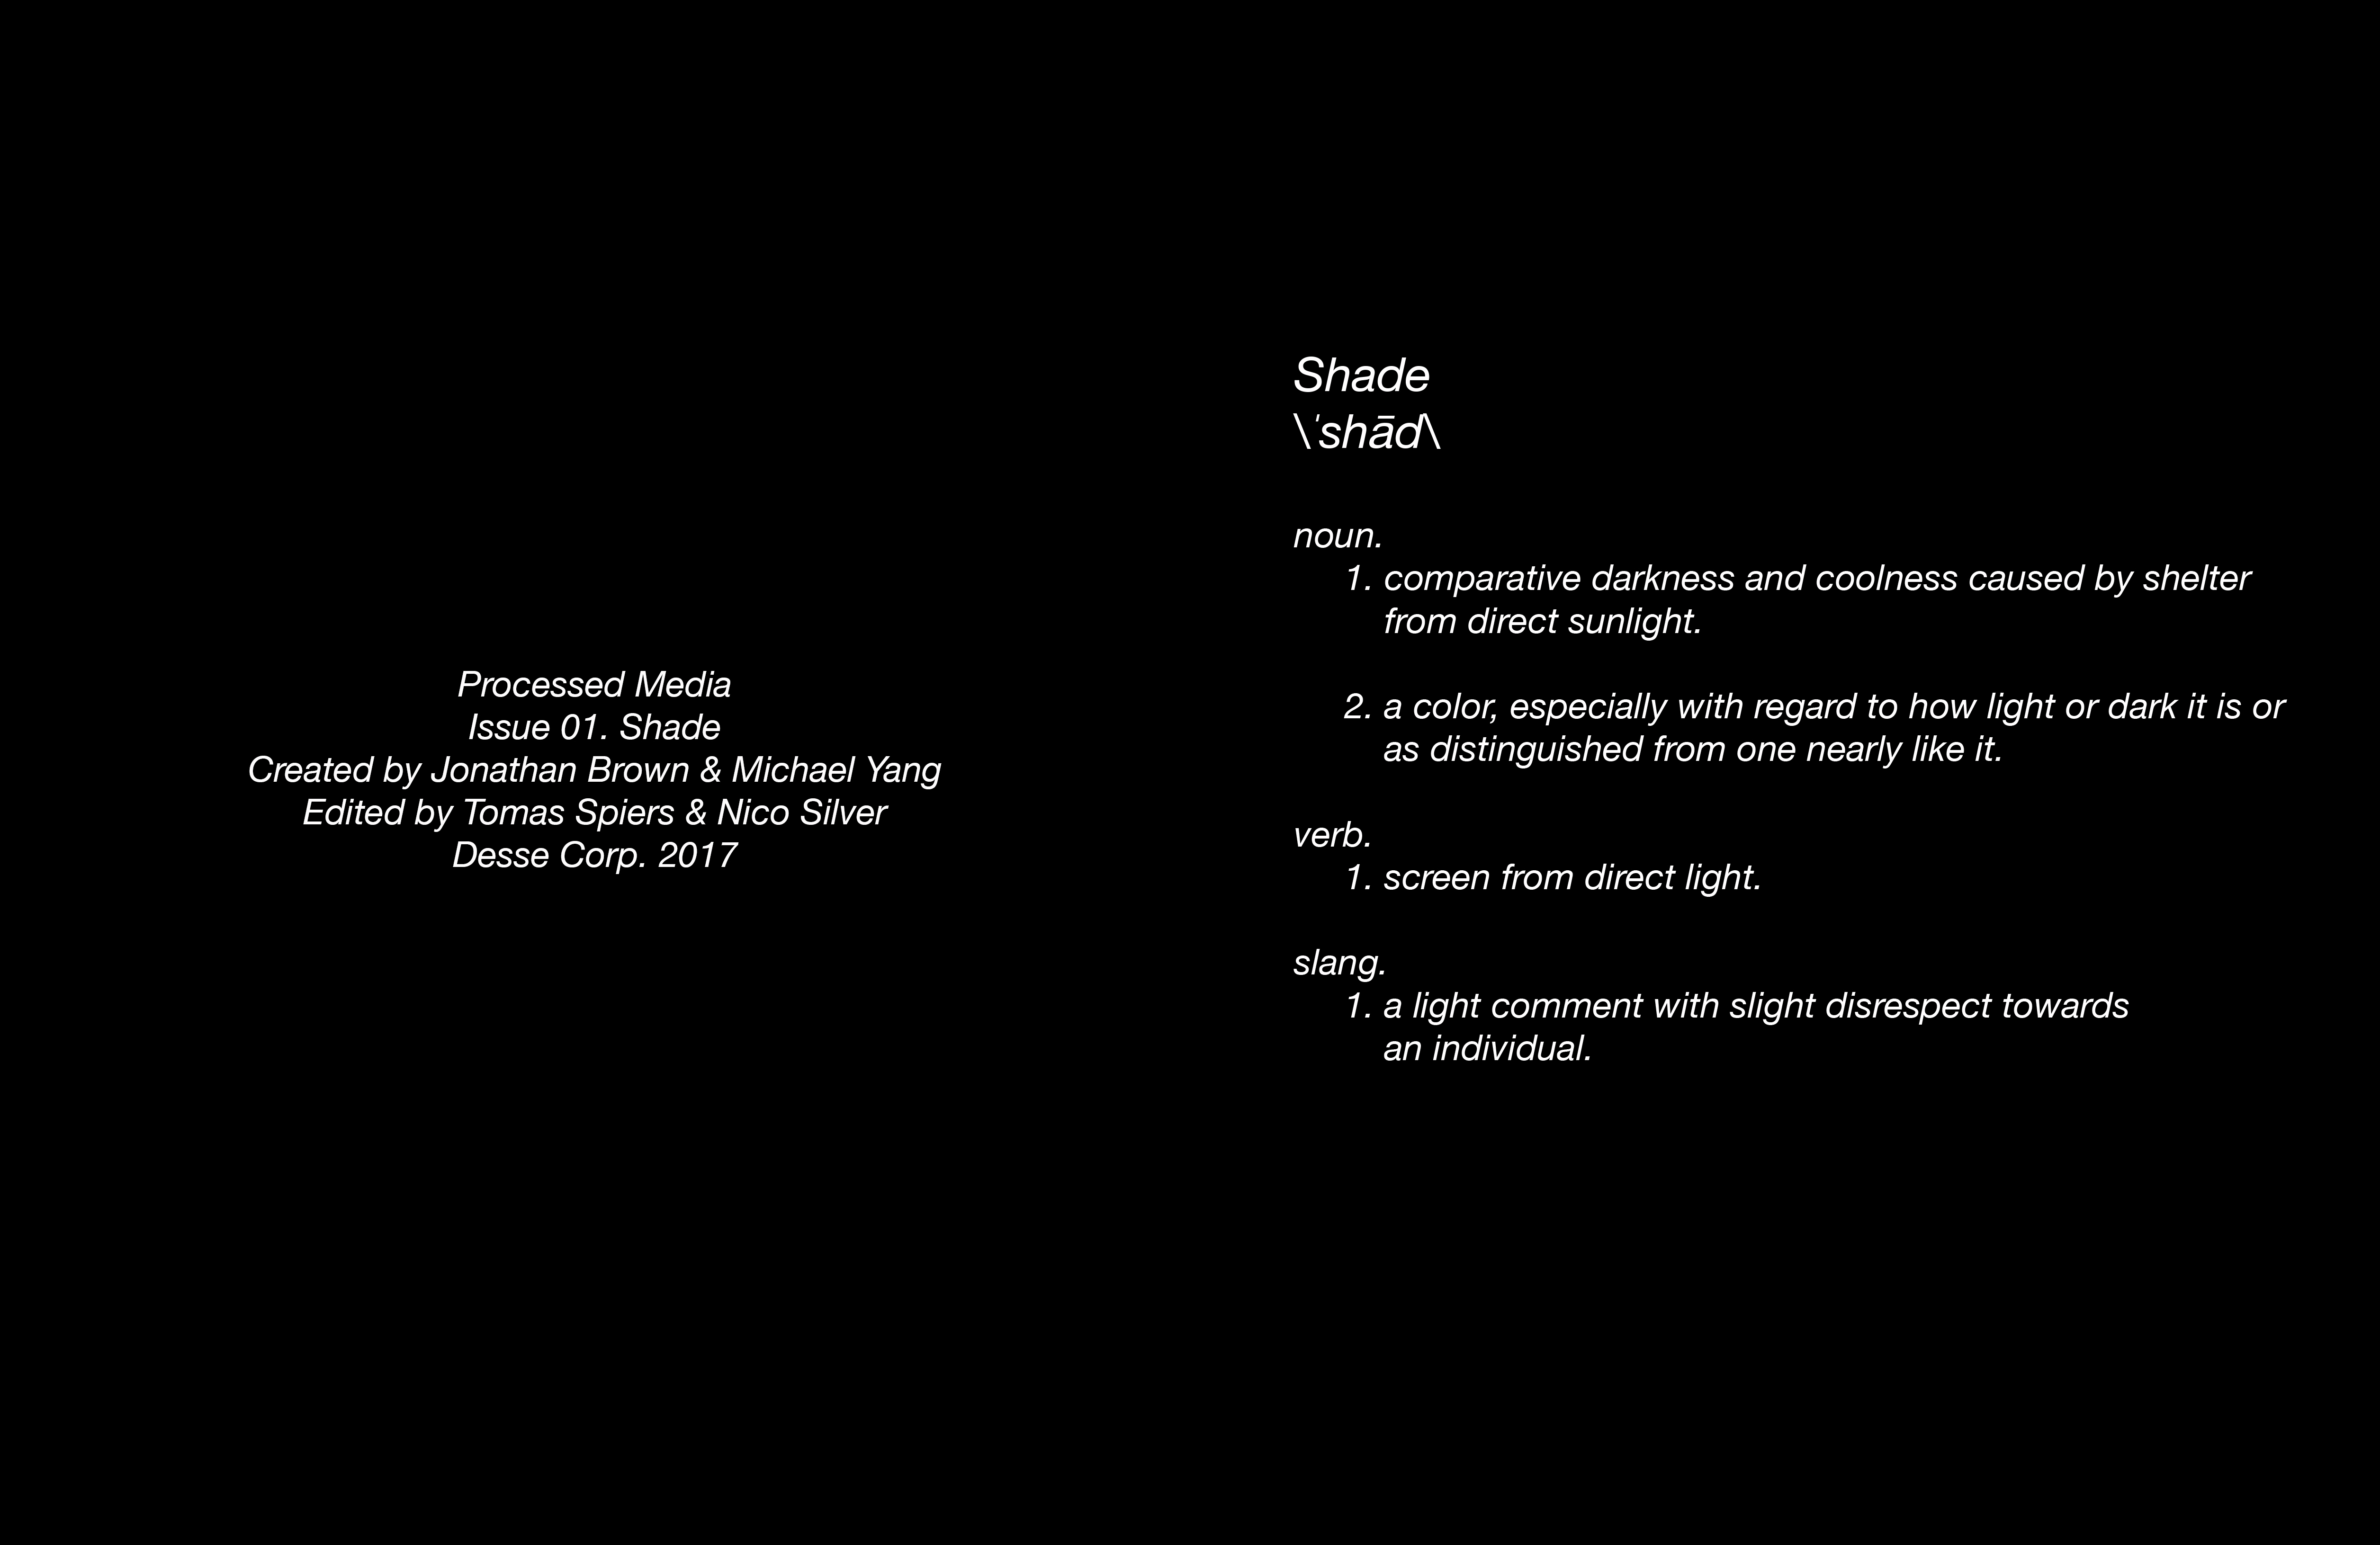 Processed Media
Issue 01. Shade
Created by Jonathan Brown & Michael Yang
Edited by Tomas Spiers & Nico Silver
Desse Corp. 2017
Shade
\ˈshād\
noun.
1. comparative darkness and coolness caused by shelter
from direct sunlight.
2. a color, especially with regard to how light or dark it is or
as distinguished from one nearly like it.
verb.
1. screen from direct light.
slang.
1. a light comment with slight disrespect towards
an individual.